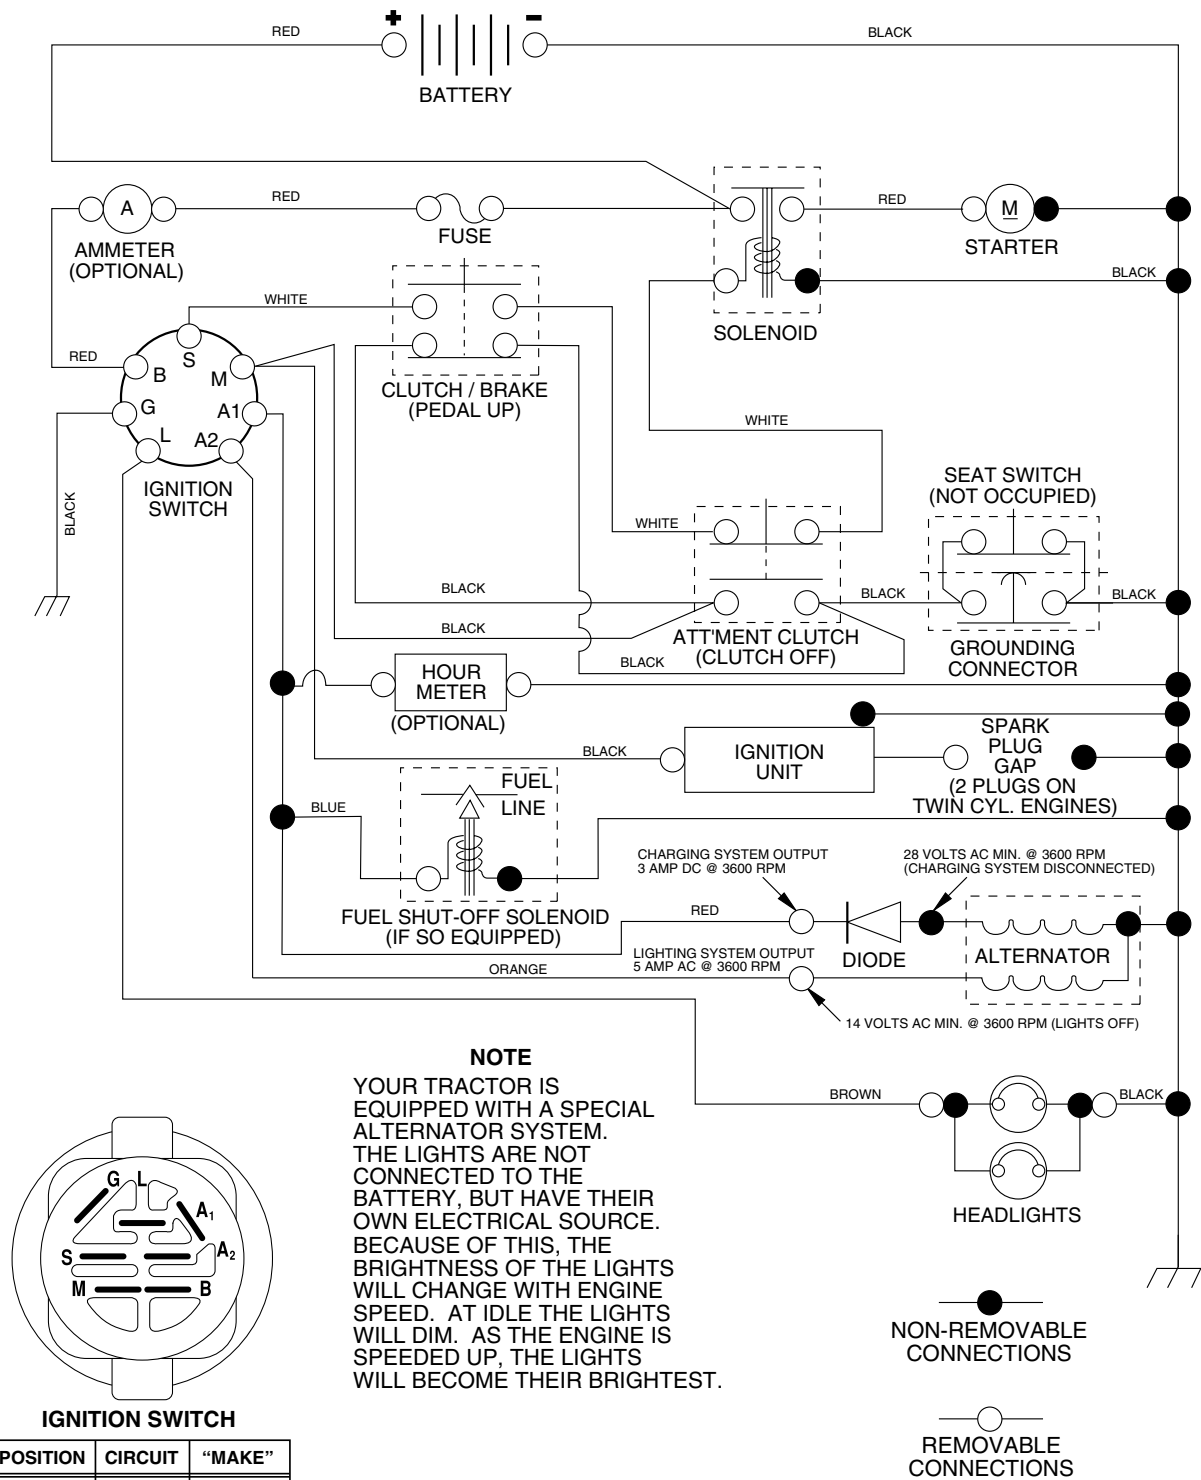 +
-
RED
BLACK
BATTERY
A
RED
RED
M
AMMETER
(OPTIONAL)
FUSE
STARTER
BLACK
WHITE
SOLENOID
RED
S
B
M
G
A1
L
A2
CLUTCH / BRAKE
(PEDAL UP)
WHITE
IGNITION
SWITCH
BLACK
SEAT SWITCH
(NOT OCCUPIED)
WHITE
BLACK
BLACK
BLACK
BLACK
ATT'MENT CLUTCH
(CLUTCH OFF)
GROUNDING
CONNECTOR
BLACK
HOUR
METER
(OPTIONAL)
BLACK
IGNITION
UNIT
SPARK
PLUG
GAP
(2 PLUGS ON
TWIN CYL. ENGINES)
FUEL
LINE
BLUE
CHARGING SYSTEM OUTPUT
3 AMP DC @ 3600 RPM
28 VOLTS AC MIN. @ 3600 RPM
(CHARGING SYSTEM DISCONNECTED)
FUEL SHUT-OFF SOLENOID
(IF SO EQUIPPED)
RED
DIODE
ALTERNATOR
LIGHTING SYSTEM OUTPUT
5 AMP AC @ 3600 RPM
ORANGE
14 VOLTS AC MIN. @ 3600 RPM (LIGHTS OFF)
NOTE
YOUR TRACTOR IS
EQUIPPED WITH A SPECIAL
ALTERNATOR SYSTEM.
THE LIGHTS ARE NOT
CONNECTED TO THE
BATTERY, BUT HAVE THEIR
OWN ELECTRICAL SOURCE.
BECAUSE OF THIS, THE
BRIGHTNESS OF THE LIGHTS
WILL CHANGE WITH ENGINE
SPEED. AT IDLE THE LIGHTS
WILL DIM. AS THE ENGINE IS
SPEEDED UP, THE LIGHTS
WILL BECOME THEIR BRIGHTEST.
BROWN
BLACK
HEADLIGHTS
G L
A₁
S
A₂
M
B
IGNITION SWITCH
POSITION CIRCUIT “MAKE”
NON-REMOVABLE
CONNECTIONS
REMOVABLE
CONNECTIONS